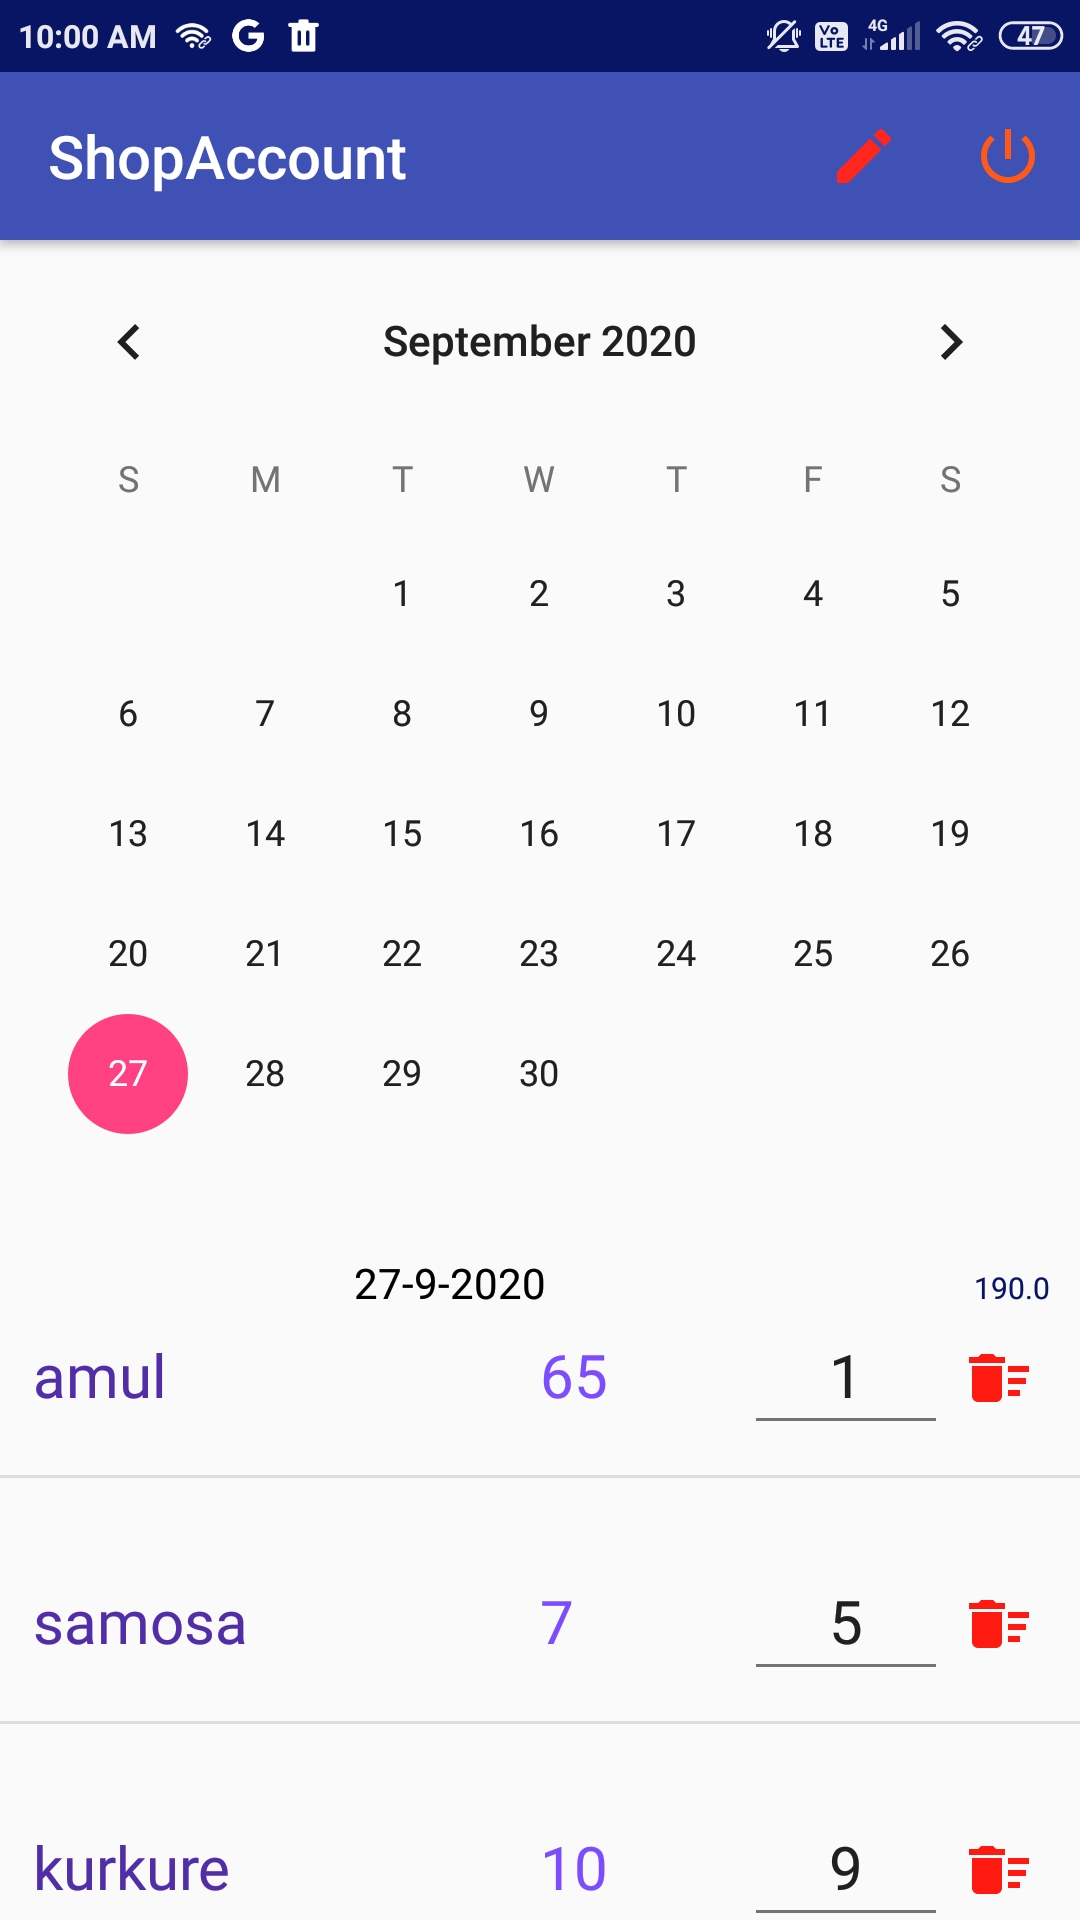 10:00 AM G Vo LTE 4G 47
ShopAccount
September 2020
S M T W T F S
1 2 3 4 5
6 7 8 9 10 11 12
13 14 15 16 17 18 19
20 21 22 23 24 25 26
27 28 29 30
27-9-2020 190.0
amul 65 1
samosa 7 5
kurkure 10 9